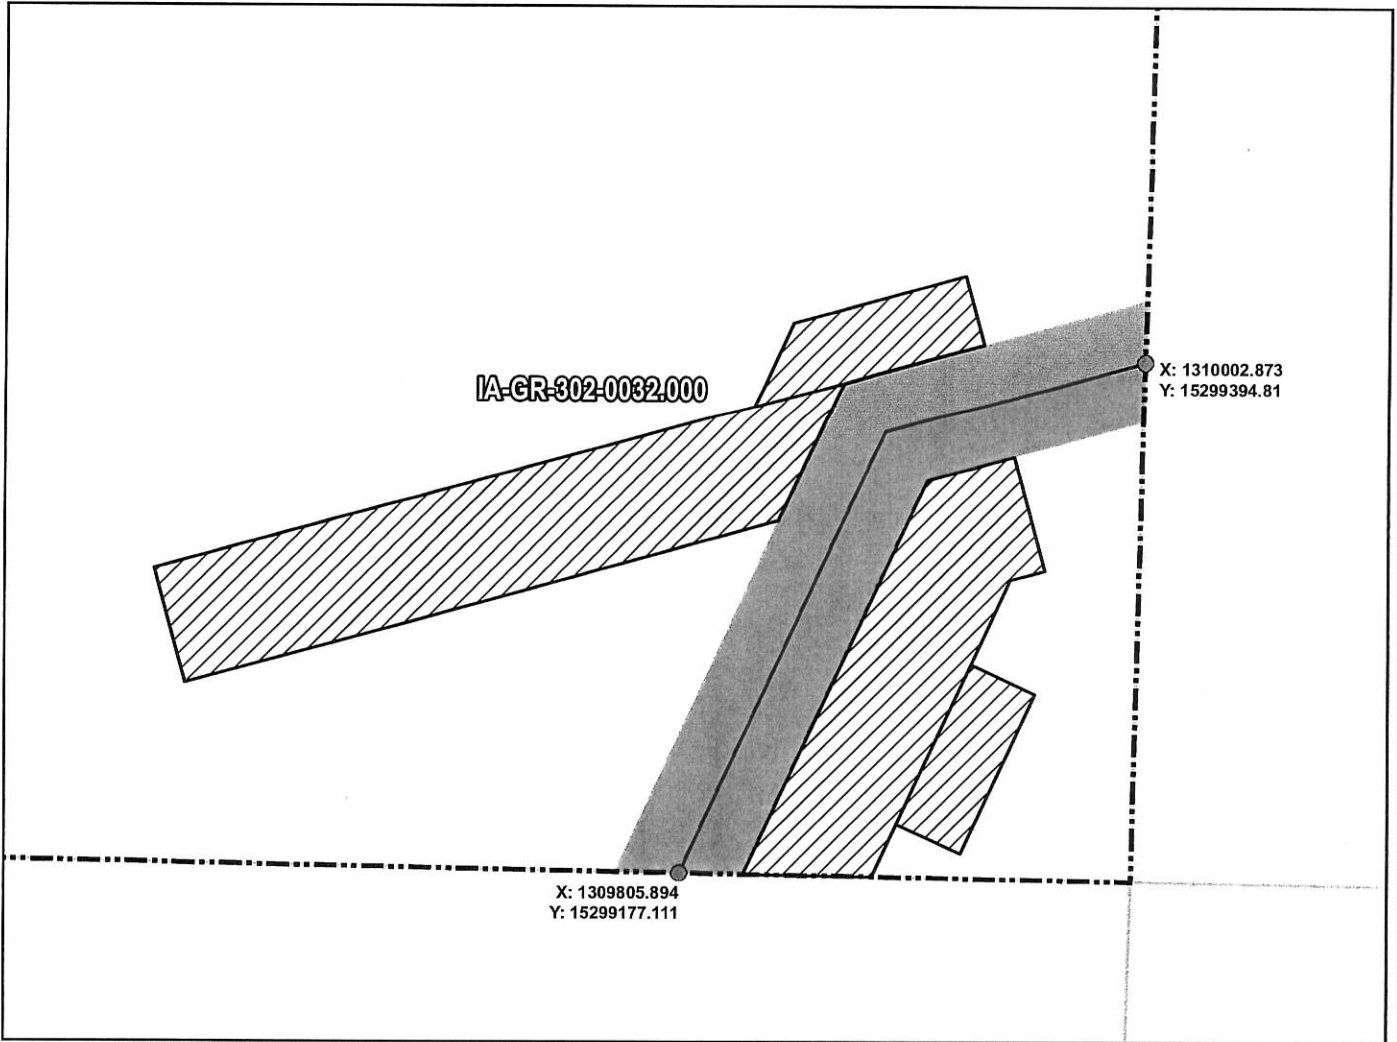 IA-GR-302-0032.000
X: 1310002.873
Y: 15299394.81
X: 1309805.894
Y: 15299177.111